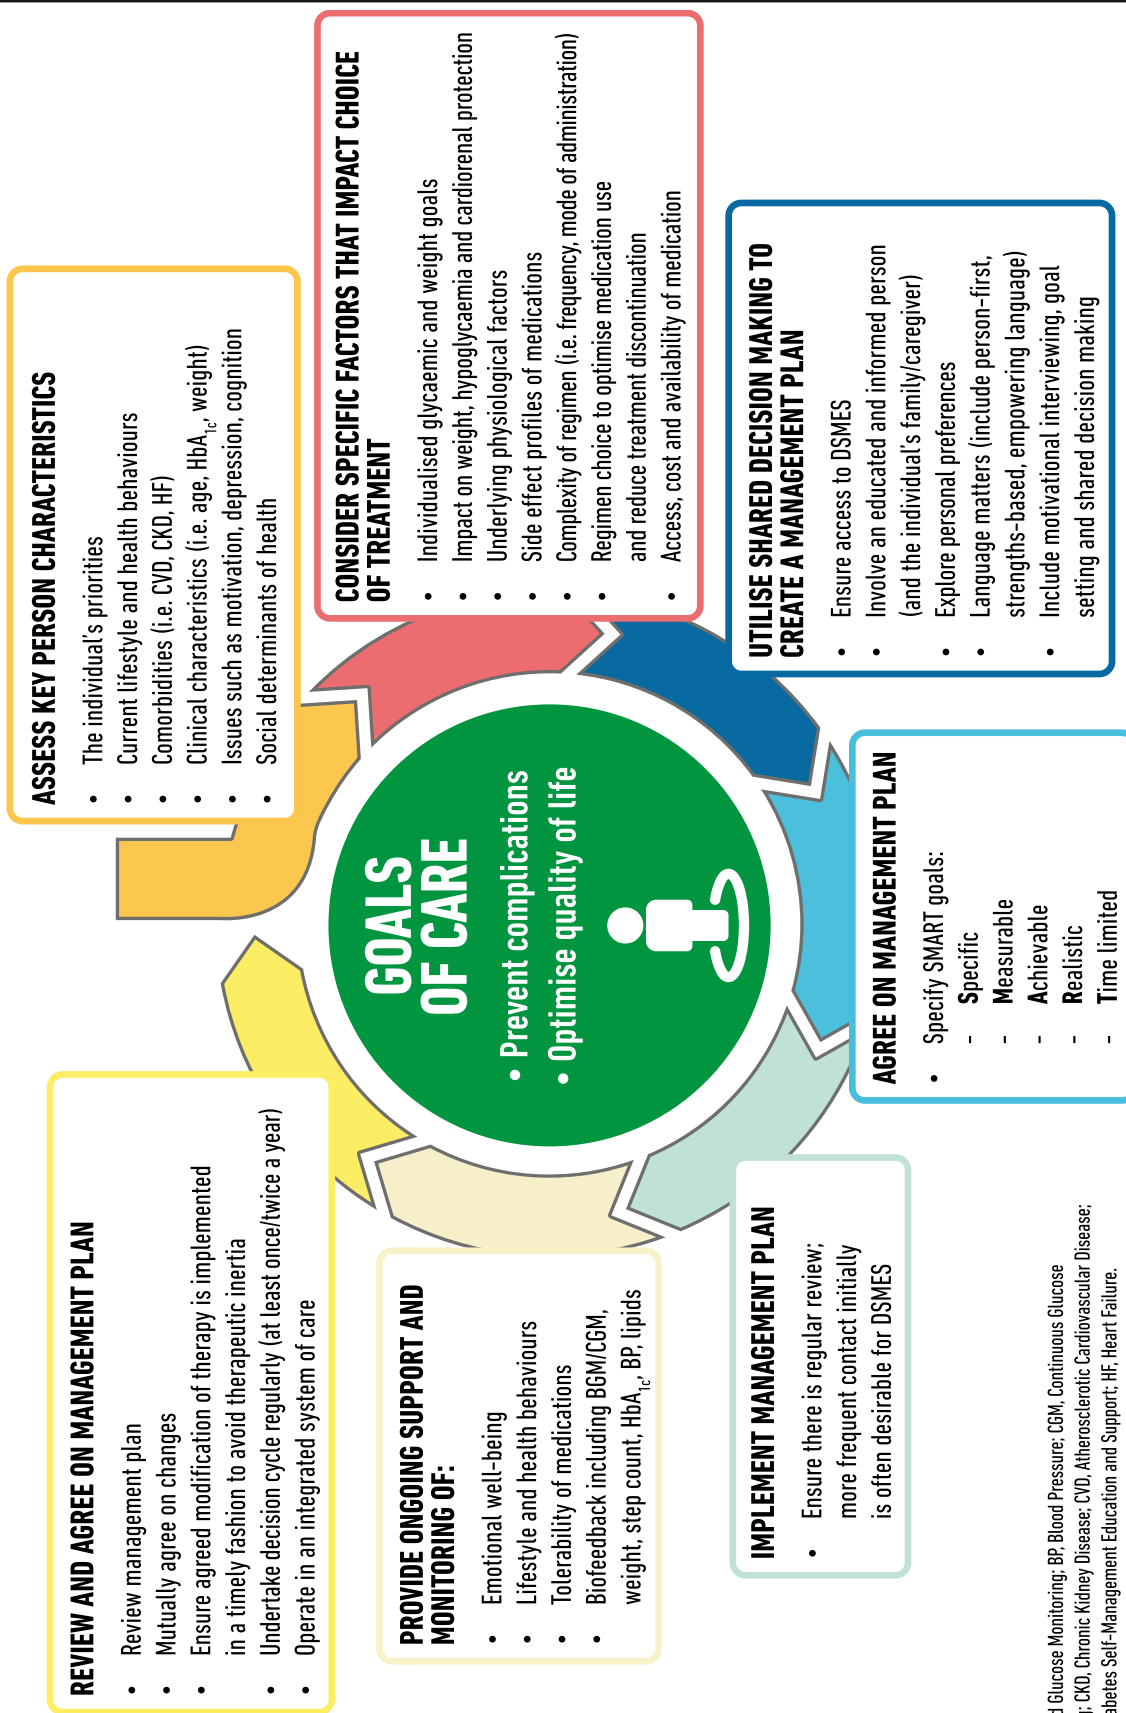 REVIEW AND AGREE ON MANAGEMENT PLAN
• Review management plan
• Mutually agree on changes
• Ensure agreed modification of therapy is implemented
in a timely fashion to avoid therapeutic inertia
• Undertake decision cycle regularly (at least once/twice a year)
• Operate in an integrated system of care
ASSESS KEY PERSON CHARACTERISTICS
• The individual's priorities
• Current lifestyle and health behaviours
• Comorbidities (i.e. CVD, CKD, HF)
• Clinical characteristics (i.e. age, HbA1c, weight)
• Issues such as motivation, depression, cognition
• Social determinants of health
CONSIDER SPECIFIC FACTORS THAT IMPACT CHOICE
OF TREATMENT
• Individualised glycaemic and weight goals
• Impact on weight, hypoglycaemia and cardiorenal protection
• Underlying physiological factors
• Side effect profiles of medications
• Complexity of regimen (i.e. frequency, mode of administration)
• Regimen choice to optimise medication use
and reduce treatment discontinuation
• Access, cost and availability of medication
GOALS
OF CARE
• Prevent complications
• Optimise quality of life
PROVIDE ONGOING SUPPORT AND
MONITORING OF:
• Emotional well-being
• Lifestyle and health behaviours
• Tolerability of medications
• Biofeedback including BGM/CGM,
weight, step count, HbA1c, BP, lipids
UTILISE SHARED DECISION MAKING TO
CREATE A MANAGEMENT PLAN
• Ensure access to DSMES
• Involve an educated and informed person
(and the individual's family/caregiver)
• Explore personal preferences
• Language matters (include person-first,
strengths-based, empowering language)
• Include motivational interviewing, goal
setting and shared decision making
IMPLEMENT MANAGEMENT PLAN
• Ensure there is regular review;
more frequent contact initially
is often desirable for DSMES
AGREE ON MANAGEMENT PLAN
• Specify SMART goals:
- Specific
- Measurable
- Achievable
- Realistic
- Time limited
Glucose Monitoring; BP, Blood Pressure; CGM, Continuous Glucose
CKD, Chronic Kidney Disease; CVD, Atherosclerotic Cardiovascular Disease;
abetes Self-Management Education and Support; HF, Heart Failure.